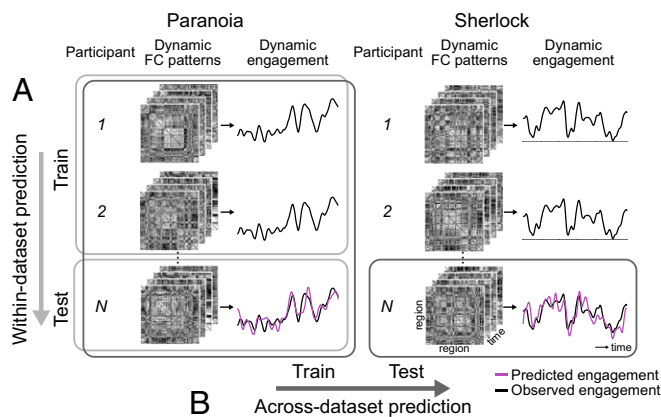 Paranoia
Sherlock
Participant
Dynamic
FC patterns
Dynamic
engagement
Participant
Dynamic
FC patterns
Dynamic
engagement
A
Within-dataset prediction
Train
Test
1
2
N
1
2
N
region
region
time
→ time
Train
Test
B
Across-dataset prediction
Predicted engagement
Observed engagement